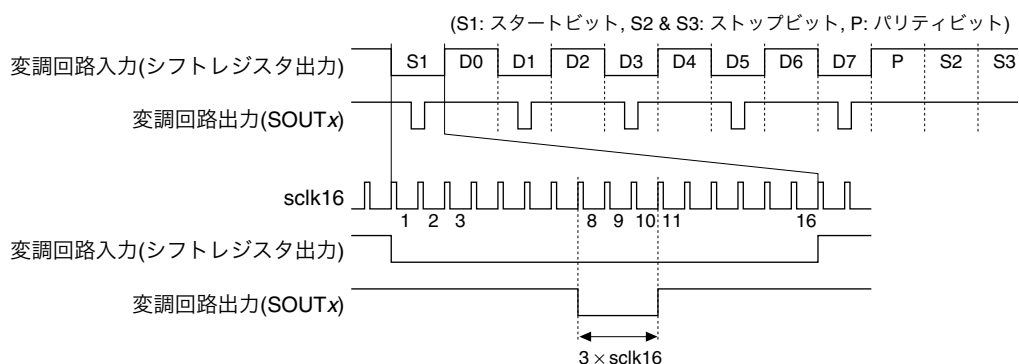 (S1: スタートビット, S2 & S3: ストップビット, P: パリティビット)
変調回路入力(シフトレジスタ出力) S1 D0 D1 D2 D3 D4 D5 D6 D7 P S2 S3
変調回路出力(SOUTx)
sclk16
1 2 3 8 9 10 11 16
変調回路入力(シフトレジスタ出力)
変調回路出力(SOUTx)
3 × sclk16